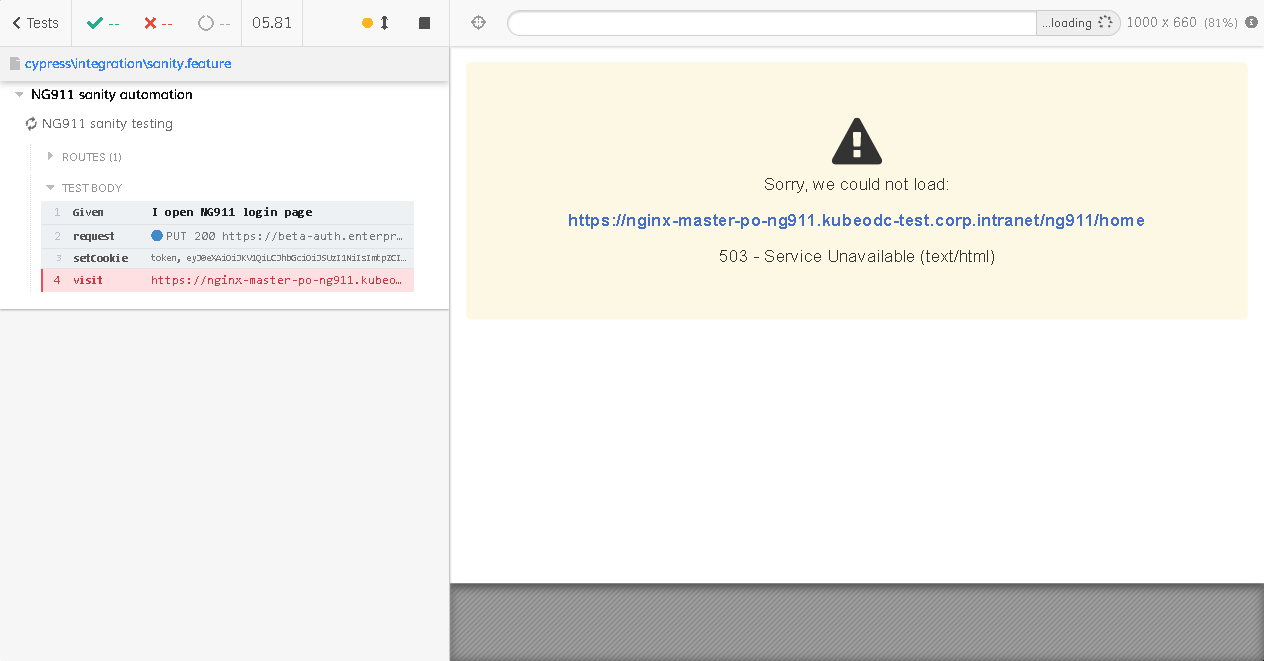 Tests -- -- -- 05.81
...loading 1000 x 660 (81%)
cypress\integration\sanity.feature
NG911 sanity automation
NG911 sanity testing
ROUTES (1)
TEST BODY
1 Given I open NG911 login page
2 request PUT 200 https://beta-auth.enterpr…
3 setCookie token,
4 visit https://nginx-master-po-ng911.kubeo…
Sorry, we could not load:
https://nginx-master-po-ng911.kubeodc-test.corp.intranet/ng911/home
503 - Service Unavailable (text/html)